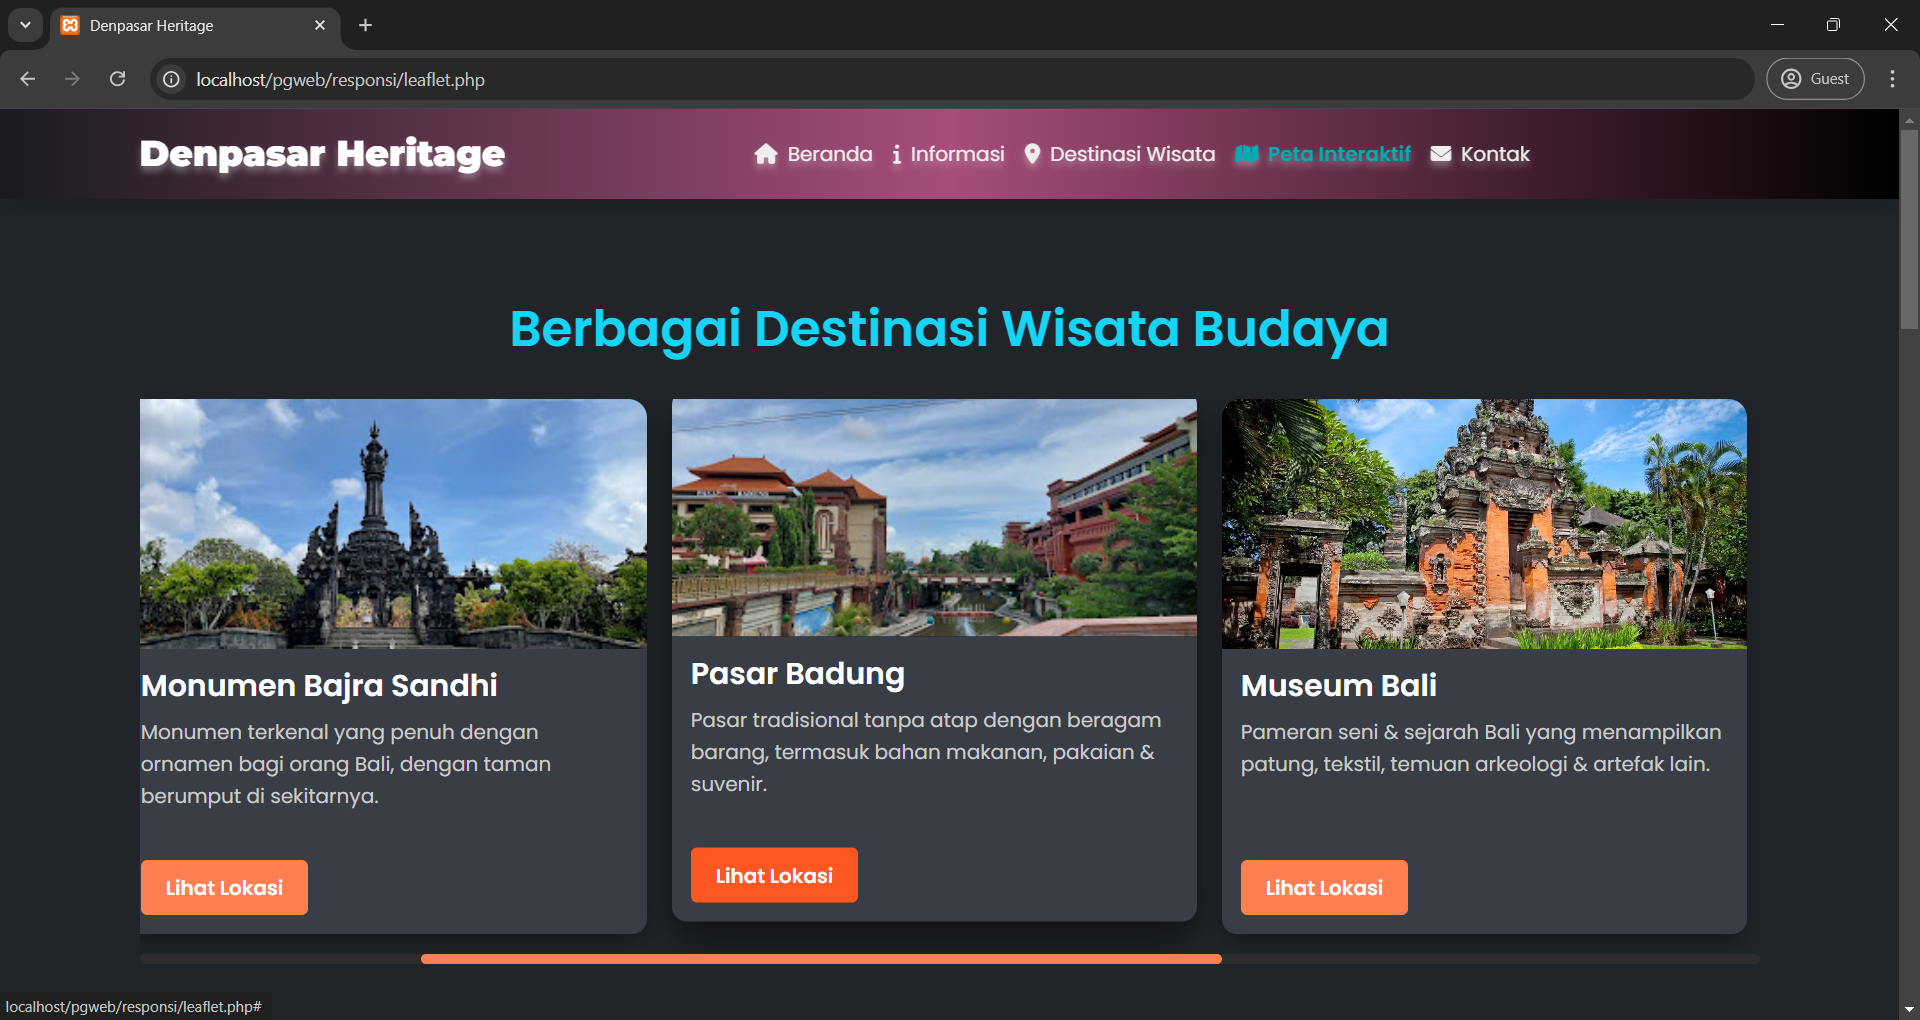 Denpasar Heritage
localhost/pgweb/responsi/leaflet.php
Guest
Denpasar Heritage
Beranda
Informasi
Destinasi Wisata
Peta Interaktif
Kontak
Berbagai Destinasi Wisata Budaya
Monumen Bajra Sandhi
Monumen terkenal yang penuh dengan
ornamen bagi orang Bali, dengan taman
berumput di sekitarnya.
Lihat Lokasi
Pasar Badung
Pasar tradisional tanpa atap dengan beragam
barang, termasuk bahan makanan, pakaian &
suvenir.
Lihat Lokasi
Museum Bali
Pameran seni & sejarah Bali yang menampilkan
patung, tekstil, temuan arkeologi & artefak lain.
Lihat Lokasi
localhost/pgweb/responsi/leaflet.php#